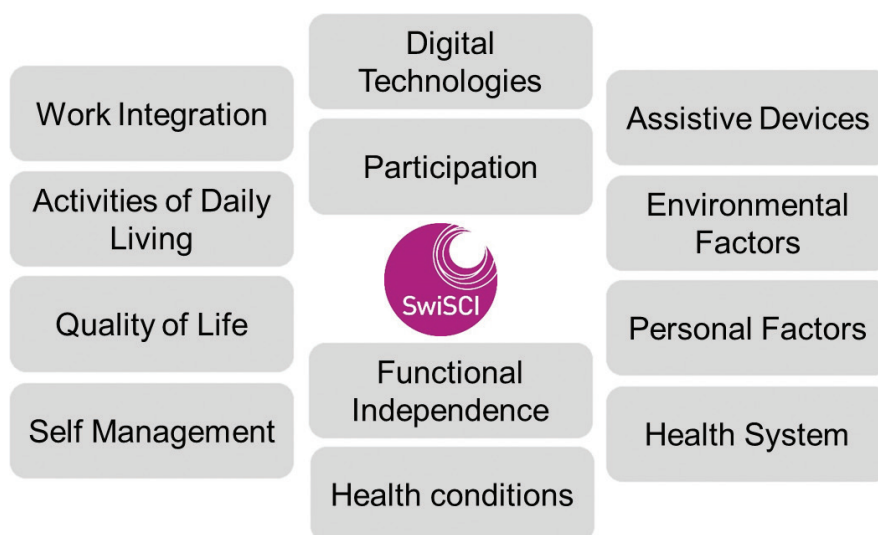 Work Integration
Activities of Daily
Living
Quality of Life
Self Management
Digital
Technologies
Participation
SwiSCI
Functional
Independence
Health conditions
Assistive Devices
Environmental
Factors
Personal Factors
Health System